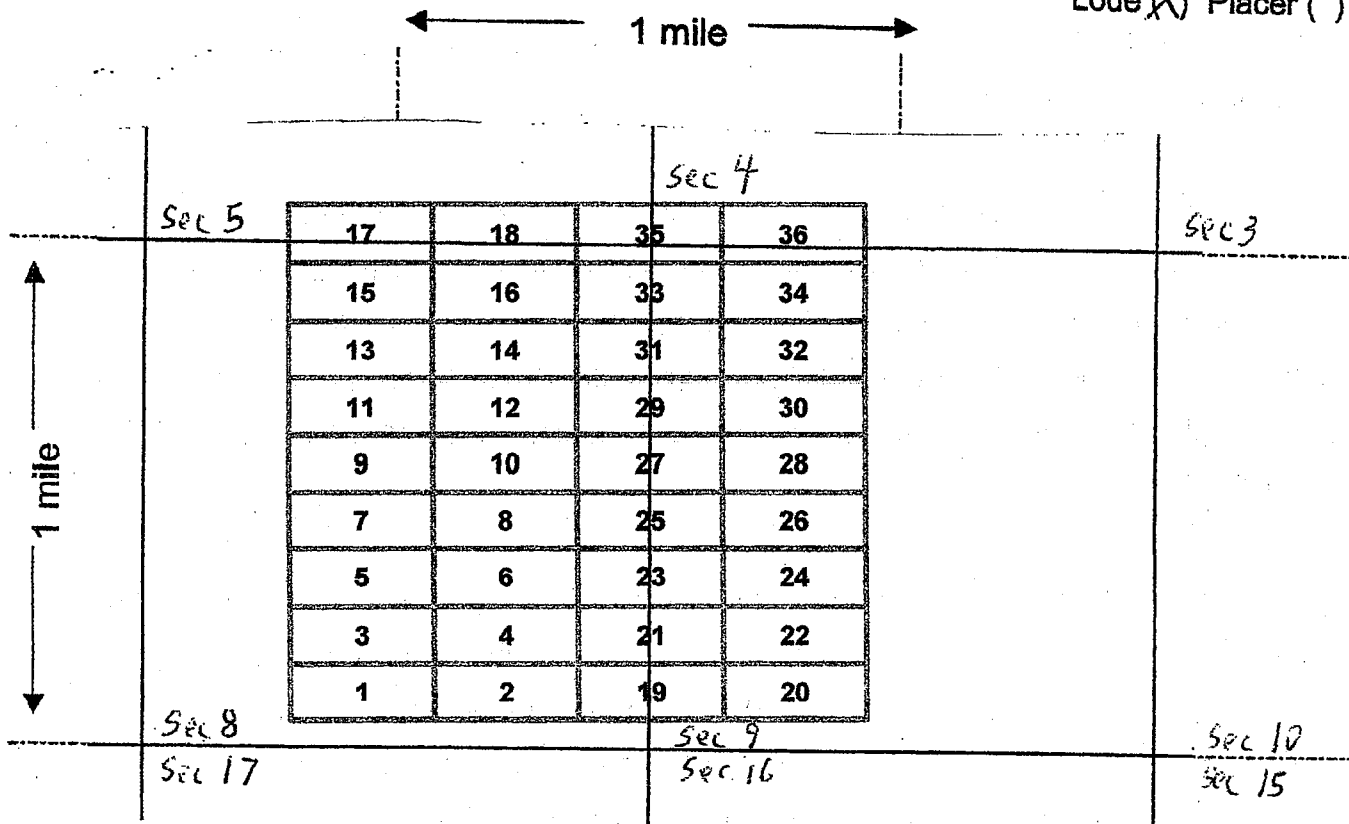 Lode (X) Placer ( )
1 mile
Sec 4
Sec 5
Sec 3
17 18 35 36
15 16 33 34
13 14 31 32
11 12 29 30
1 mile
9 10 27 28
7 8 25 26
5 6 23 24
3 4 21 22
1 2 19 20
Sec 8
Sec 9
Sec 10
Sec 17
Sec 16
Sec 15